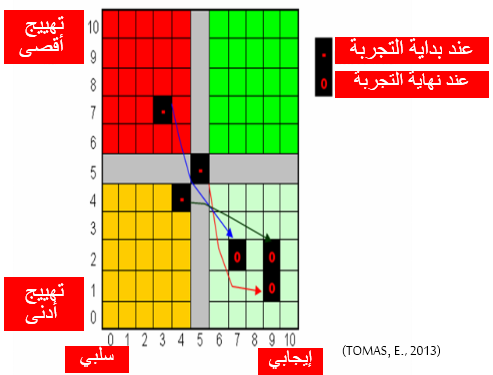 تهييج
أقصى
عند بداية التجربة
عند نهاية التجربة
10
9
8
7
6
5
4
3
2
1
0
تهييج
أدنى
0 1 2 3 4 5 6 7 8 9 10
سلبي
إيجابي
(TOMAS, E., 2013)